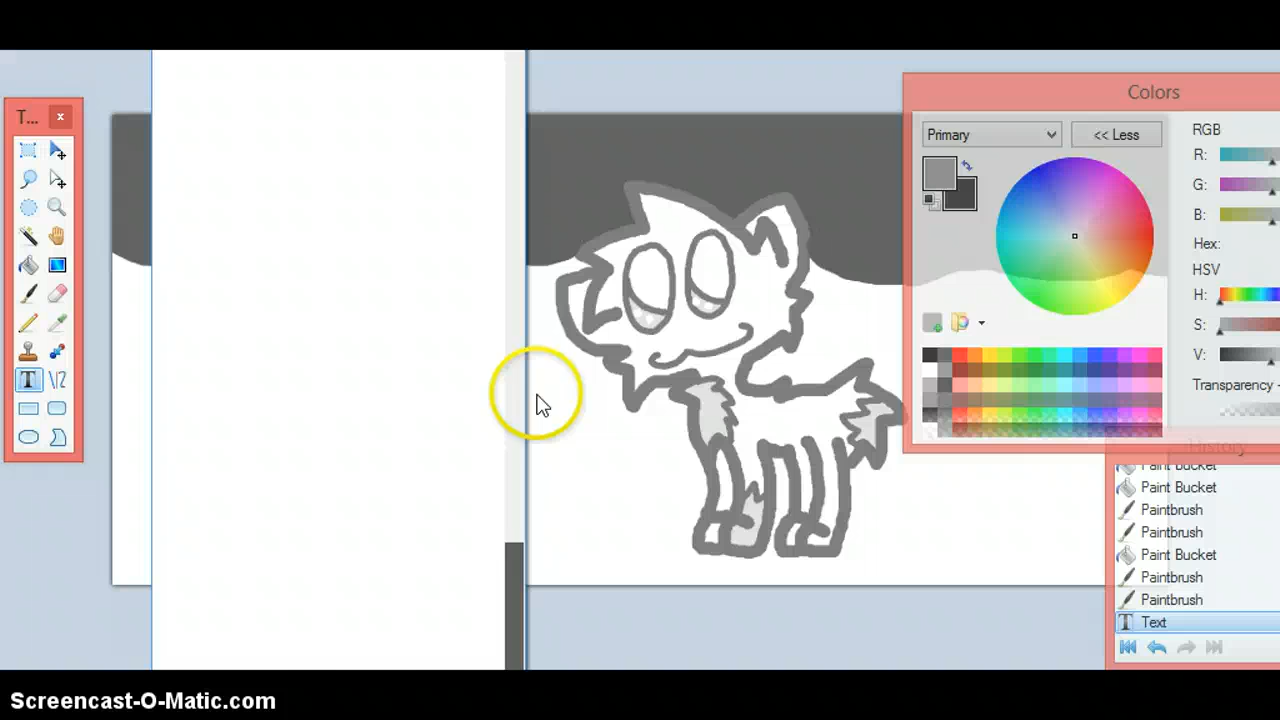 T...
x
Colors
Primary
<< Less
RGB
R:
G:
B:
Hex:
HSV
H:
S:
V:
Transparency -
History
Paint Bucket
Paint Bucket
Paintbrush
Paintbrush
Paint Bucket
Paintbrush
Paintbrush
Text
Screencast-O-Matic.com